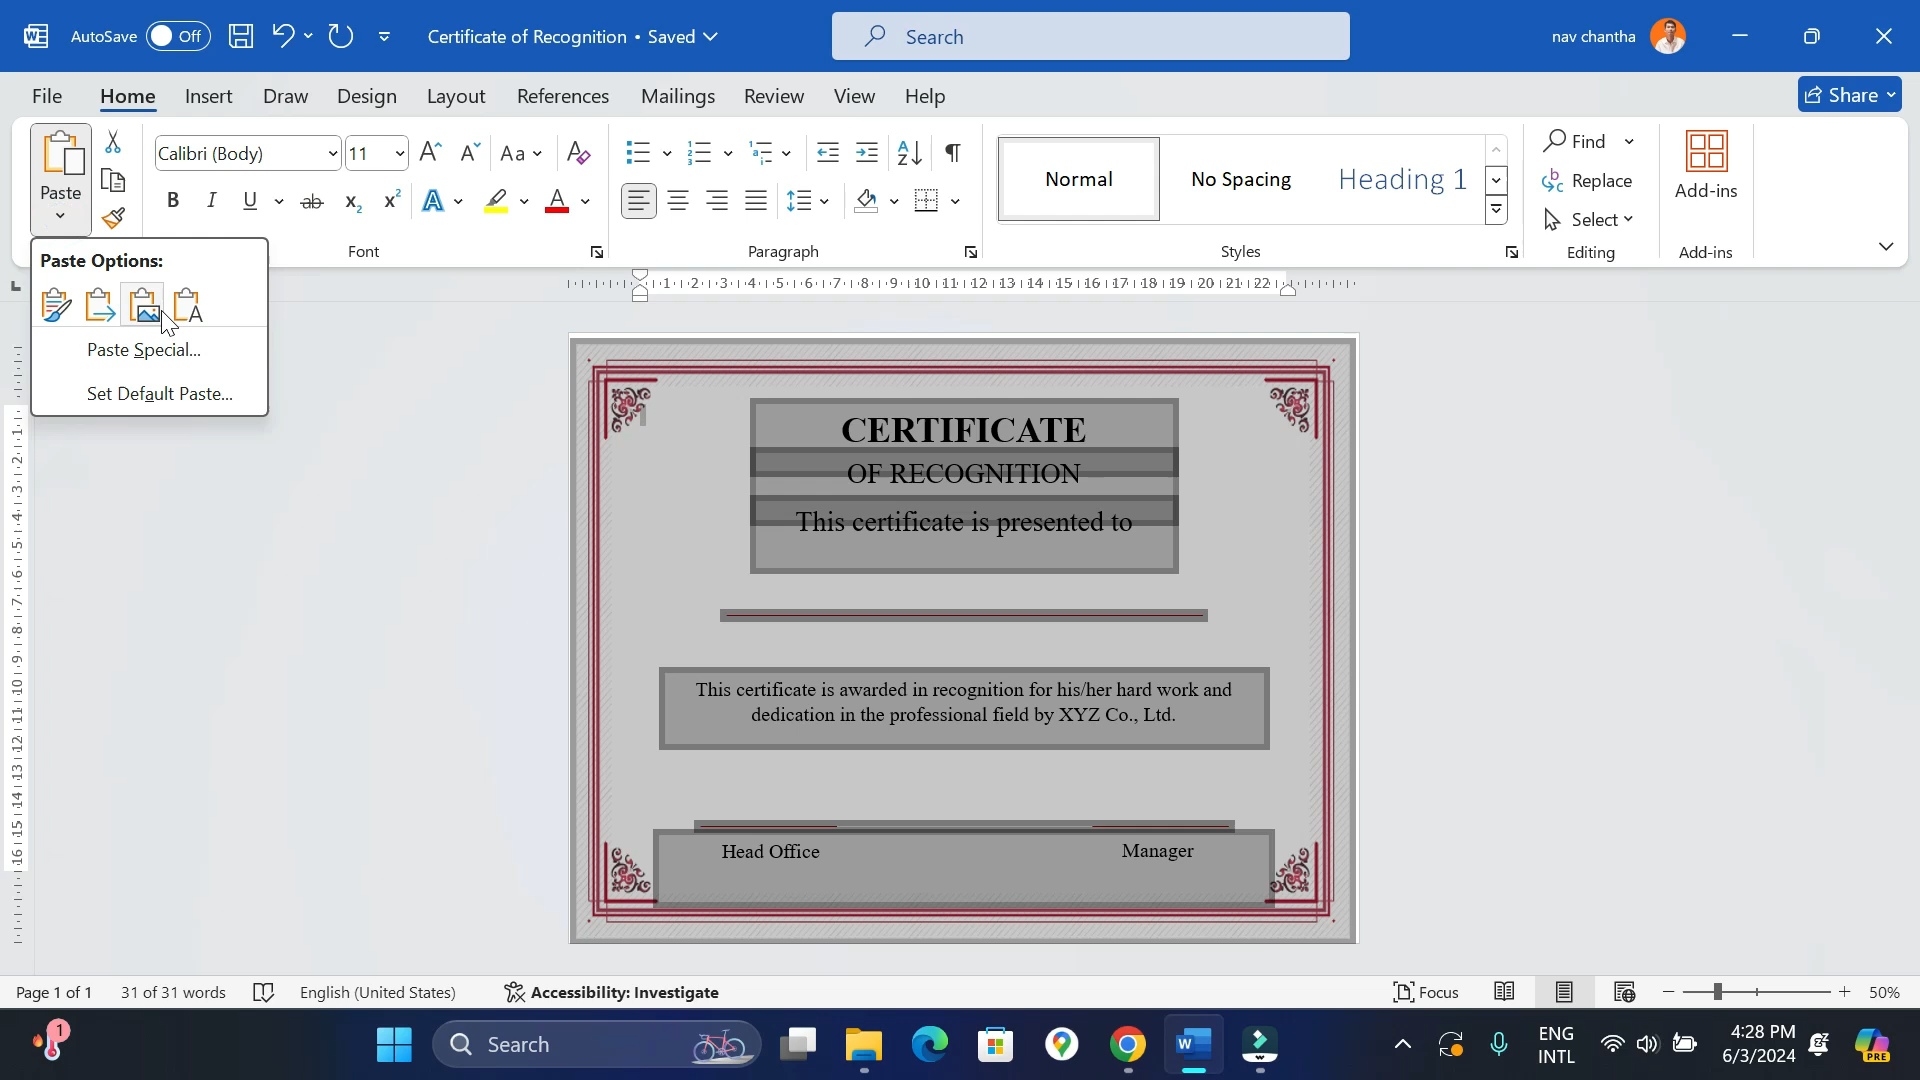 AutoSave Off Certificate of Recognition • Saved Search nav chantha
File Home Insert Draw Design Layout References Mailings Review View Help Share
Paste Calibri (Body) 11 Aa Normal No Spacing Heading 1 Find Replace Select Add-ins
Font Paragraph Styles Editing Add-ins
Paste Options:
Paste Special...
Set Default Paste...
CERTIFICATE
OF RECOGNITION
This certificate is presented to
This certificate is awarded in recognition for his/her hard work and
dedication in the professional field by XYZ Co., Ltd.
Head Office Manager
Page 1 of 1 31 of 31 words English (United States) Accessibility: Investigate Focus 50%
1 Search ENG INTL 4:28 PM 6/3/2024 PRE